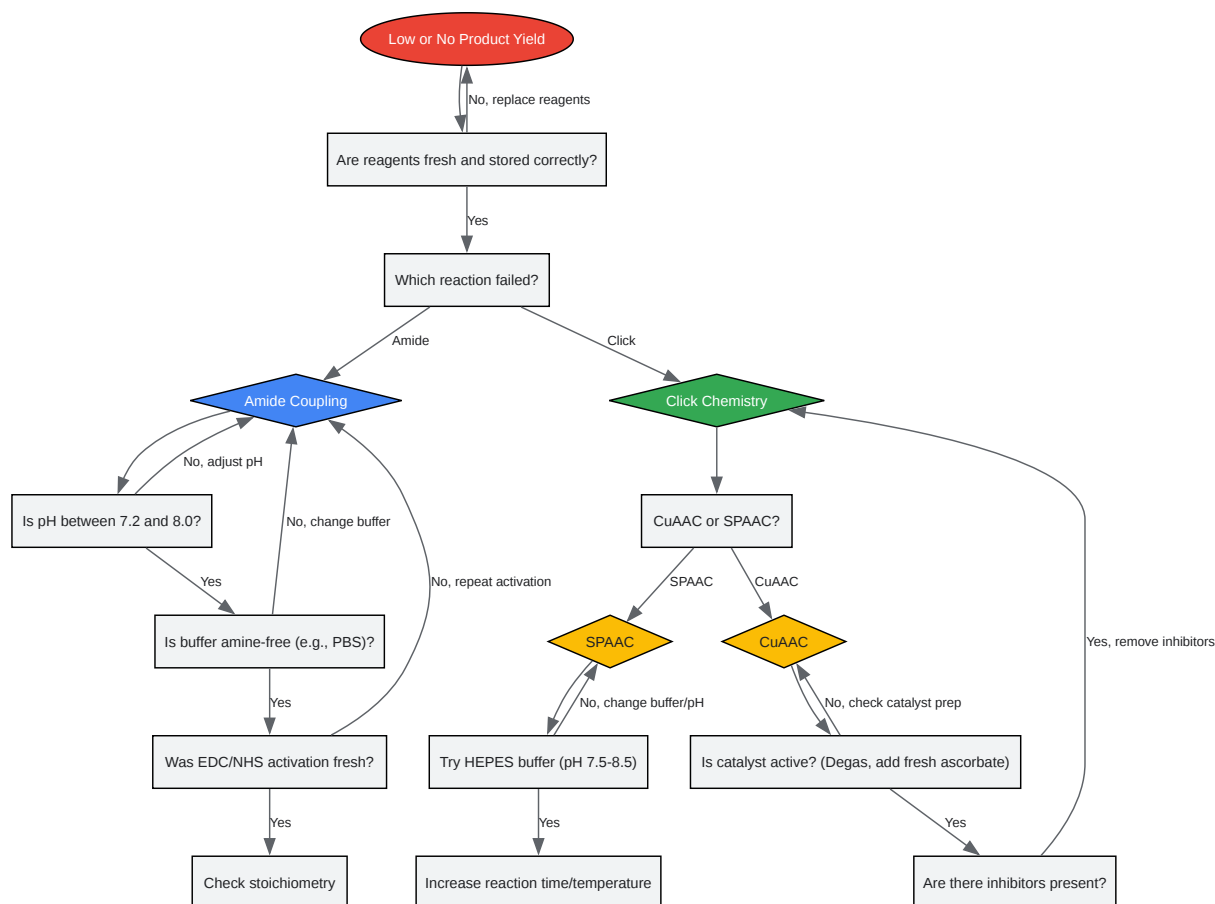 Low or No Product Yield
No, replace reagents
Are reagents fresh and stored correctly?
Yes
Which reaction failed?
Amide
Click
Amide Coupling
Click Chemistry
No, adjust pH
Is pH between 7.2 and 8.0?
No, change buffer
CuAAC or SPAAC?
Yes
No, repeat activation
SPAAC
CuAAC
Is buffer amine-free (e.g., PBS)?
SPAAC
CuAAC
Yes, remove inhibitors
Yes
No, change buffer/pH
No, check catalyst prep
Was EDC/NHS activation fresh?
Try HEPES buffer (pH 7.5-8.5)
Is catalyst active? (Degas, add fresh ascorbate)
Yes
Yes
Yes
Check stoichiometry
Increase reaction time/temperature
Are there inhibitors present?